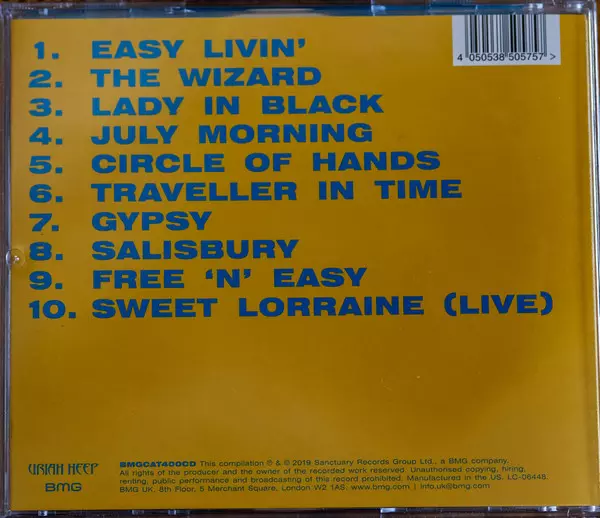 4 050538 505757 >
1. EASY LIVIN'
2. THE WIZARD
3. LADY IN BLACK
4. JULY MORNING
5. CIRCLE OF HANDS
6. TRAVELLER IN TIME
7. GYPSY
8. SALISBURY
9. FREE 'N' EASY
10. SWEET LORRAINE (LIVE)
URIAH HEEP
BMG
BMGCAT400CD This compilation ℗ & © 2019 Sanctuary Records Group Ltd., a BMG company.
All rights of the producer and the owner of the recorded work reserved. Unauthorised copying, hiring,
renting, public performance and broadcasting of this record prohibited. Manufactured in the US. LC-06448.
BMG UK, 8th Floor, 5 Merchant Square, London W2 1AS. www.bmg.com | info.uk@bmg.com